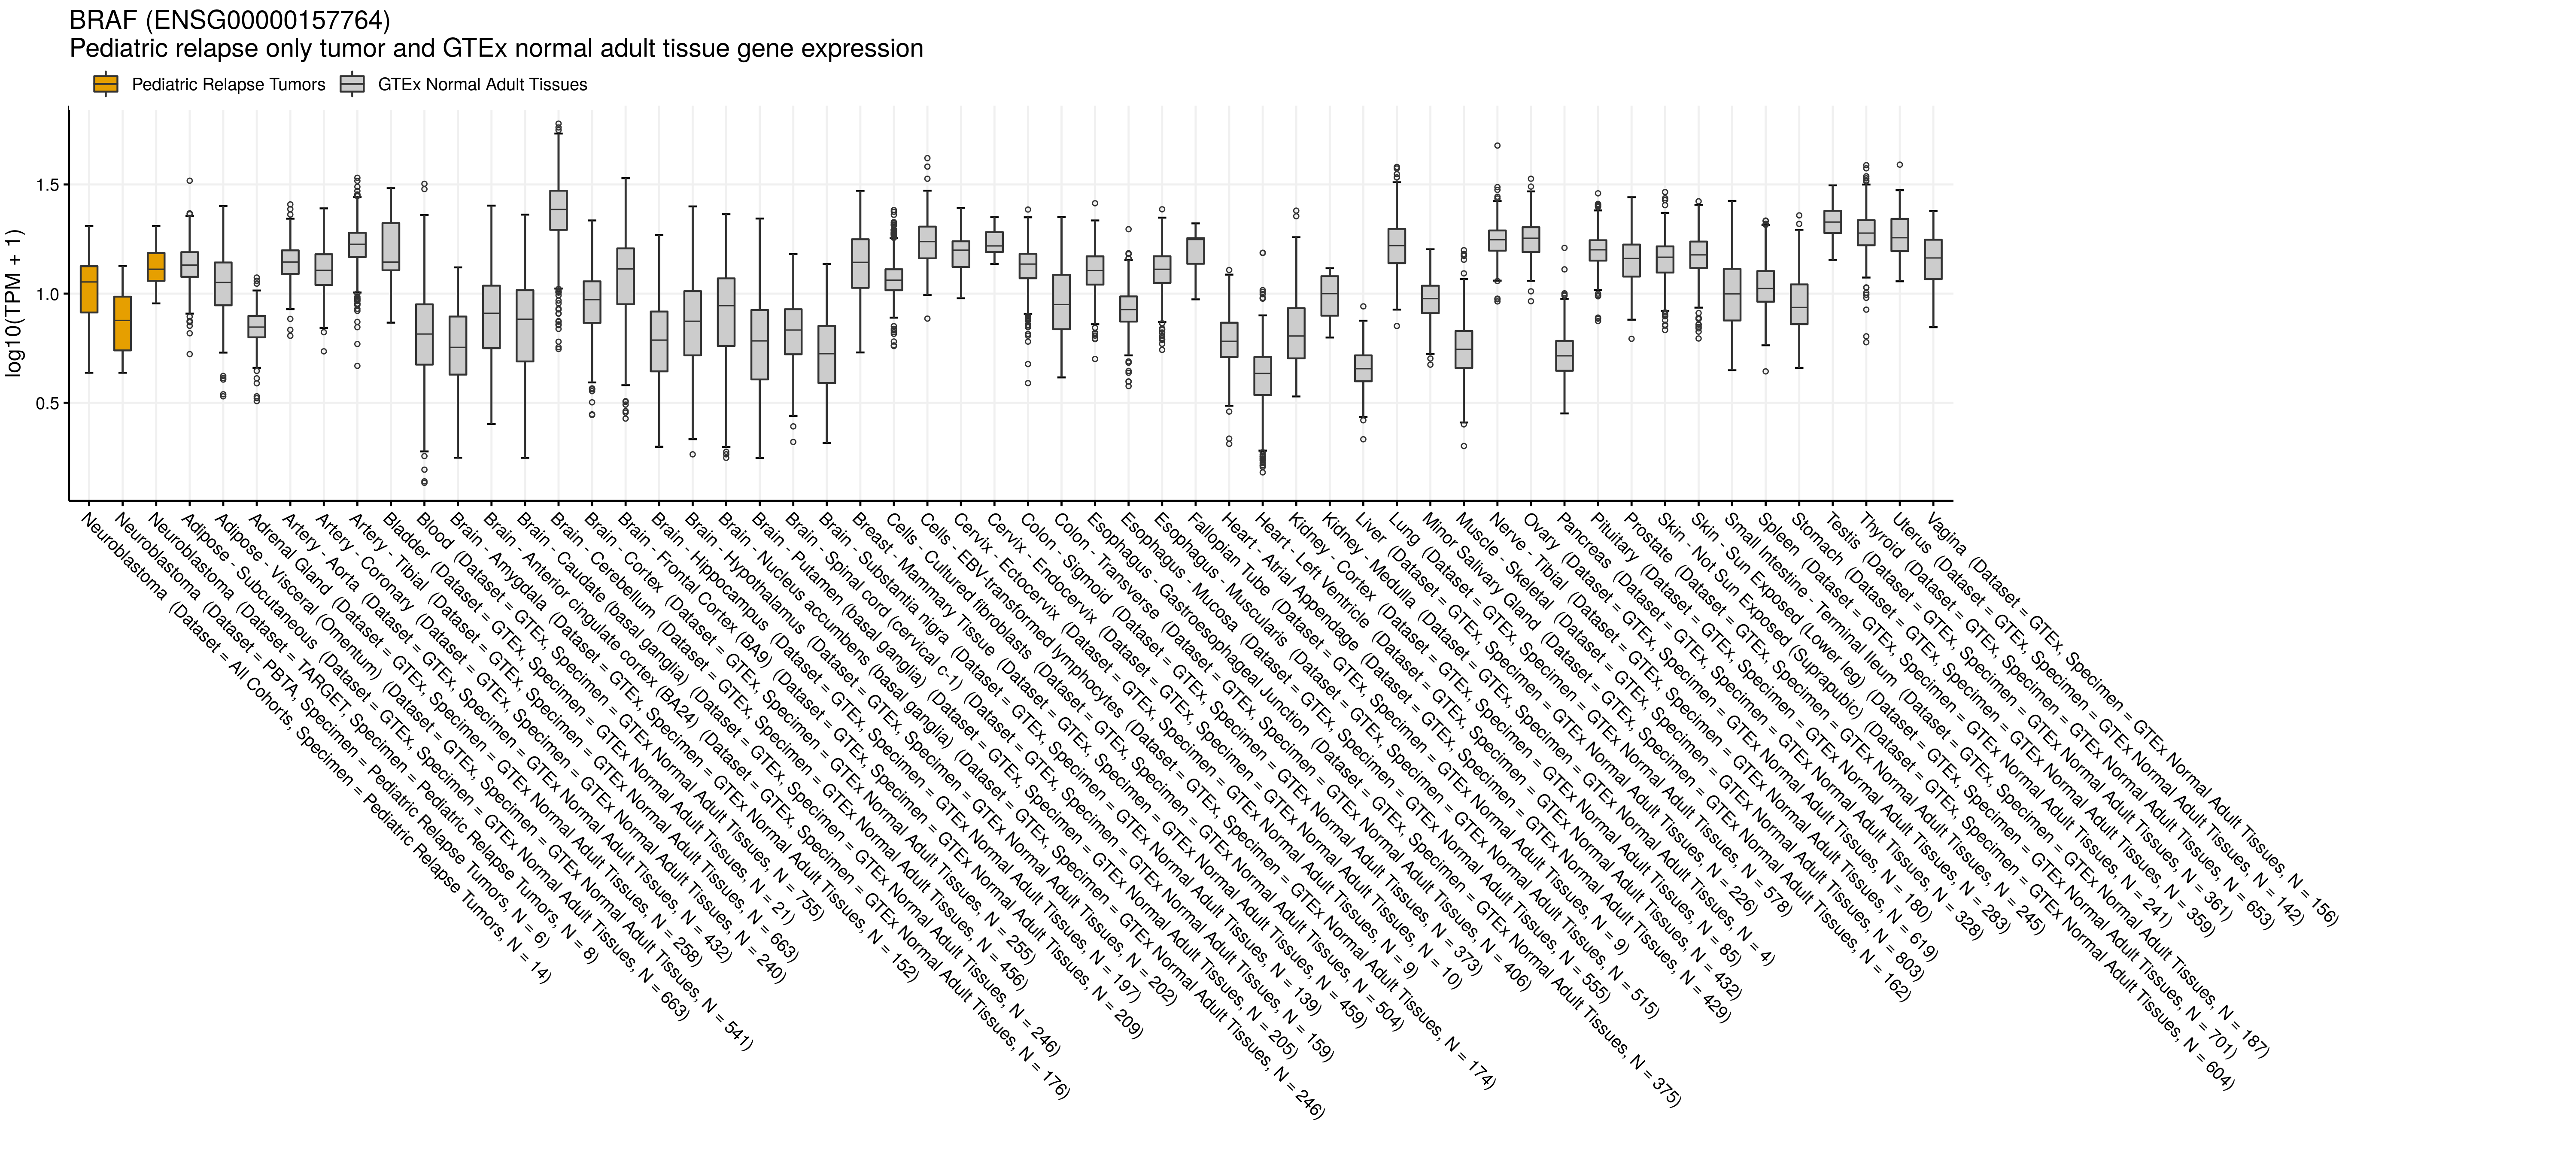 BRAF (ENSG00000157764)
Pediatric relapse only tumor and GTEx normal adult tissue gene expression
Pediatric Relapse Tumors
GTEx Normal Adult Tissues
log10(TPM + 1)
1.5
1.0
0.5
Neuroblastoma (Dataset = All Cohorts, Specimen = Pediatric Relapse Tumors, N = 14)
Neuroblastoma (Dataset = PBTA, Specimen = Pediatric Relapse Tumors, N = 6)
Neuroblastoma (Dataset = TARGET, Specimen = Pediatric Relapse Tumors, N = 8)
Adipose - Subcutaneous (Dataset = GTEx, Specimen = GTEx Normal Adult Tissues, N = 663)
Adipose - Visceral (Omentum) (Dataset = GTEx, Specimen = GTEx Normal Adult Tissues, N = 541)
Adrenal Gland (Dataset = GTEx, Specimen = GTEx Normal Adult Tissues, N = 258)
Artery - Aorta (Dataset = GTEx, Specimen = GTEx Normal Adult Tissues, N = 432)
Artery - Coronary (Dataset = GTEx, Specimen = GTEx Normal Adult Tissues, N = 240)
Artery - Tibial (Dataset = GTEx, Specimen = GTEx Normal Adult Tissues, N = 663)
Bladder (Dataset = GTEx, Specimen = GTEx Normal Adult Tissues, N = 21)
Blood (Dataset = GTEx, Specimen = GTEx Normal Adult Tissues, N = 755)
Brain - Amygdala (Dataset = GTEx, Specimen = GTEx Normal Adult Tissues, N = 152)
Brain - Anterior cingulate cortex (BA24) (Dataset = GTEx, Specimen = GTEx Normal Adult Tissues, N = 176)
Brain - Caudate (basal ganglia) (Dataset = GTEx, Specimen = GTEx Normal Adult Tissues, N = 246)
Brain - Cerebellum (Dataset = GTEx, Specimen = GTEx Normal Adult Tissues, N = 456)
Brain - Cortex (Dataset = GTEx, Specimen = GTEx Normal Adult Tissues, N = 255)
Brain - Frontal Cortex (BA9) (Dataset = GTEx, Specimen = GTEx Normal Adult Tissues, N = 209)
Brain - Hippocampus (Dataset = GTEx, Specimen = GTEx Normal Adult Tissues, N = 197)
Brain - Hypothalamus (Dataset = GTEx, Specimen = GTEx Normal Adult Tissues, N = 202)
Brain - Nucleus accumbens (basal ganglia) (Dataset = GTEx, Specimen = GTEx Normal Adult Tissues, N = 246)
Brain - Putamen (basal ganglia) (Dataset = GTEx, Specimen = GTEx Normal Adult Tissues, N = 205)
Brain - Spinal cord (cervical c-1) (Dataset = GTEx, Specimen = GTEx Normal Adult Tissues, N = 159)
Brain - Substantia nigra (Dataset = GTEx, Specimen = GTEx Normal Adult Tissues, N = 139)
Breast - Mammary Tissue (Dataset = GTEx, Specimen = GTEx Normal Adult Tissues, N = 459)
Cells - Cultured fibroblasts (Dataset = GTEx, Specimen = GTEx Normal Adult Tissues, N = 504)
Cells - EBV-transformed lymphocytes (Dataset = GTEx, Specimen = GTEx Normal Adult Tissues, N = 174)
Cervix - Ectocervix (Dataset = GTEx, Specimen = GTEx Normal Adult Tissues, N = 9)
Cervix - Endocervix (Dataset = GTEx, Specimen = GTEx Normal Adult Tissues, N = 10)
Colon - Sigmoid (Dataset = GTEx, Specimen = GTEx Normal Adult Tissues, N = 373)
Colon - Transverse (Dataset = GTEx, Specimen = GTEx Normal Adult Tissues, N = 406)
Esophagus - Gastroesophageal Junction (Dataset = GTEx, Specimen = GTEx Normal Adult Tissues, N = 375)
Esophagus - Mucosa (Dataset = GTEx, Specimen = GTEx Normal Adult Tissues, N = 555)
Esophagus - Muscularis (Dataset = GTEx, Specimen = GTEx Normal Adult Tissues, N = 515)
Fallopian Tube (Dataset = GTEx, Specimen = GTEx Normal Adult Tissues, N = 9)
Heart - Atrial Appendage (Dataset = GTEx, Specimen = GTEx Normal Adult Tissues, N = 429)
Heart - Left Ventricle (Dataset = GTEx, Specimen = GTEx Normal Adult Tissues, N = 432)
Kidney - Cortex (Dataset = GTEx, Specimen = GTEx Normal Adult Tissues, N = 85)
Kidney - Medulla (Dataset = GTEx, Specimen = GTEx Normal Adult Tissues, N = 4)
Liver (Dataset = GTEx, Specimen = GTEx Normal Adult Tissues, N = 226)
Lung (Dataset = GTEx, Specimen = GTEx Normal Adult Tissues, N = 578)
Minor Salivary Gland (Dataset = GTEx, Specimen = GTEx Normal Adult Tissues, N = 162)
Muscle - Skeletal (Dataset = GTEx, Specimen = GTEx Normal Adult Tissues, N = 803)
Nerve - Tibial (Dataset = GTEx, Specimen = GTEx Normal Adult Tissues, N = 619)
Ovary (Dataset = GTEx, Specimen = GTEx Normal Adult Tissues, N = 180)
Pancreas (Dataset = GTEx, Specimen = GTEx Normal Adult Tissues, N = 328)
Pituitary (Dataset = GTEx, Specimen = GTEx Normal Adult Tissues, N = 283)
Prostate (Dataset = GTEx, Specimen = GTEx Normal Adult Tissues, N = 245)
Skin - Not Sun Exposed (Suprapubic) (Dataset = GTEx, Specimen = GTEx Normal Adult Tissues, N = 604)
Skin - Sun Exposed (Lower leg) (Dataset = GTEx, Specimen = GTEx Normal Adult Tissues, N = 701)
Small Intestine - Terminal Ileum (Dataset = GTEx, Specimen = GTEx Normal Adult Tissues, N = 187)
Spleen (Dataset = GTEx, Specimen = GTEx Normal Adult Tissues, N = 241)
Stomach (Dataset = GTEx, Specimen = GTEx Normal Adult Tissues, N = 359)
Testis (Dataset = GTEx, Specimen = GTEx Normal Adult Tissues, N = 361)
Thyroid (Dataset = GTEx, Specimen = GTEx Normal Adult Tissues, N = 653)
Uterus (Dataset = GTEx, Specimen = GTEx Normal Adult Tissues, N = 142)
Vagina (Dataset = GTEx, Specimen = GTEx Normal Adult Tissues, N = 156)